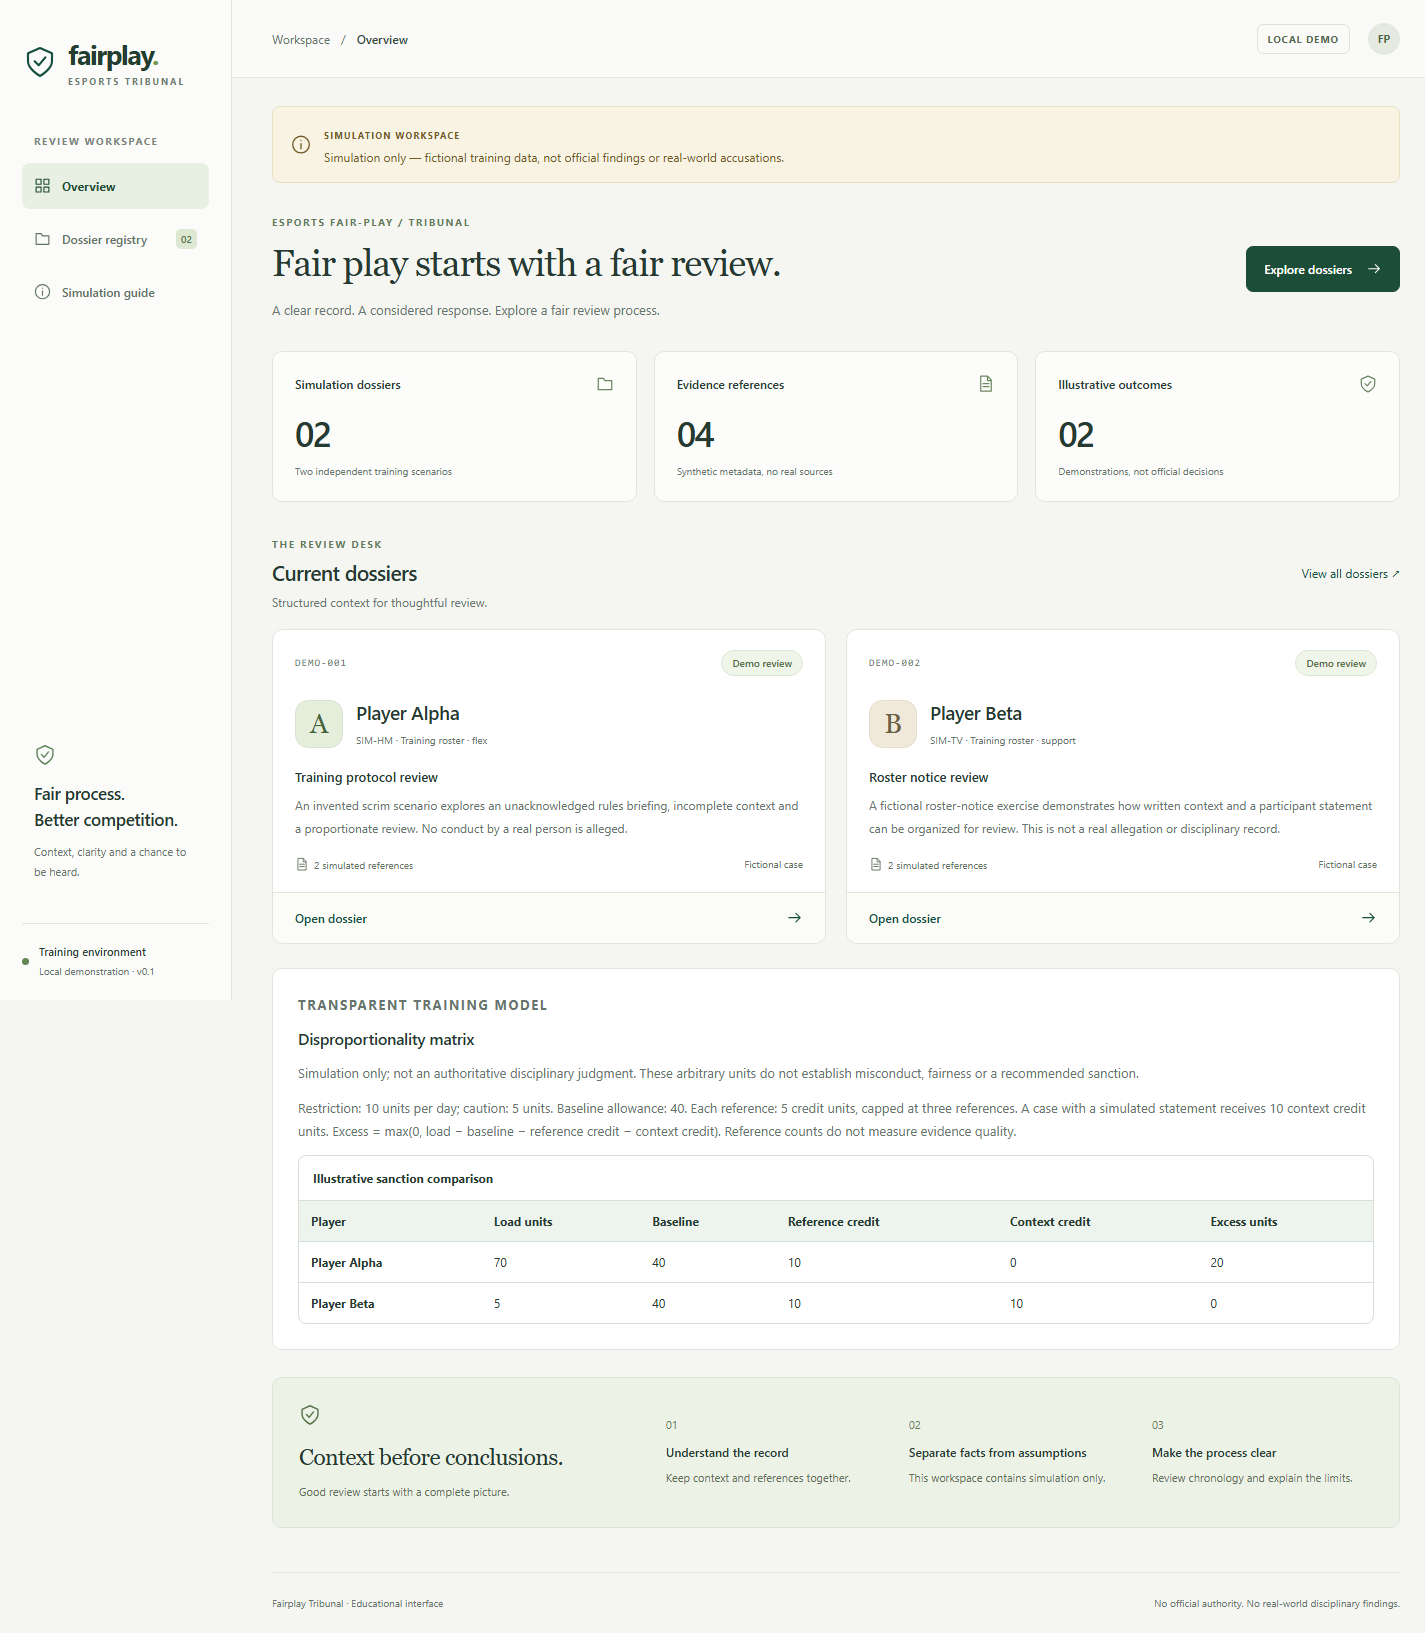 fairplay.
ESPORTS TRIBUNAL
REVIEW WORKSPACE
Overview
Dossier registry 02
Simulation guide
Fair process.
Better competition.
Context, clarity and a chance to
be heard.
Training environment
Local demonstration · v0.1
Workspace / Overview
LOCAL DEMO FP
SIMULATION WORKSPACE
Simulation only — fictional training data, not official findings or real-world accusations.
ESPORTS FAIR-PLAY / TRIBUNAL
Fair play starts with a fair review.
A clear record. A considered response. Explore a fair review process.
Explore dossiers →
Simulation dossiers
02
Two independent training scenarios
Evidence references
04
Synthetic metadata, no real sources
Illustrative outcomes
02
Demonstrations, not official decisions
THE REVIEW DESK
Current dossiers
Structured context for thoughtful review.
View all dossiers ↗
DEMO-001 Demo review
A
Player Alpha
SIM-HM · Training roster · flex
Training protocol review
An invented scrim scenario explores an unacknowledged rules briefing, incomplete context and
a proportionate review. No conduct by a real person is alleged.
2 simulated references Fictional case
Open dossier →
DEMO-002 Demo review
B
Player Beta
SIM-TV · Training roster · support
Roster notice review
A fictional roster-notice exercise demonstrates how written context and a participant statement
can be organized for review. This is not a real allegation or disciplinary record.
2 simulated references Fictional case
Open dossier →
TRANSPARENT TRAINING MODEL
Disproportionality matrix
Simulation only; not an authoritative disciplinary judgment. These arbitrary units do not establish misconduct, fairness or a recommended sanction.
Restriction: 10 units per day; caution: 5 units. Baseline allowance: 40. Each reference: 5 credit units, capped at three references. A case with a simulated statement receives 10 context credit
units. Excess = max(0, load − baseline − reference credit − context credit). Reference counts do not measure evidence quality.
Illustrative sanction comparison
Player Load units Baseline Reference credit Context credit Excess units
Player Alpha 70 40 10 0 20
Player Beta 5 40 10 10 0
Context before conclusions.
Good review starts with a complete picture.
01
Understand the record
Keep context and references together.
02
Separate facts from assumptions
This workspace contains simulation only.
03
Make the process clear
Review chronology and explain the limits.
Fairplay Tribunal · Educational interface
No official authority. No real-world disciplinary findings.